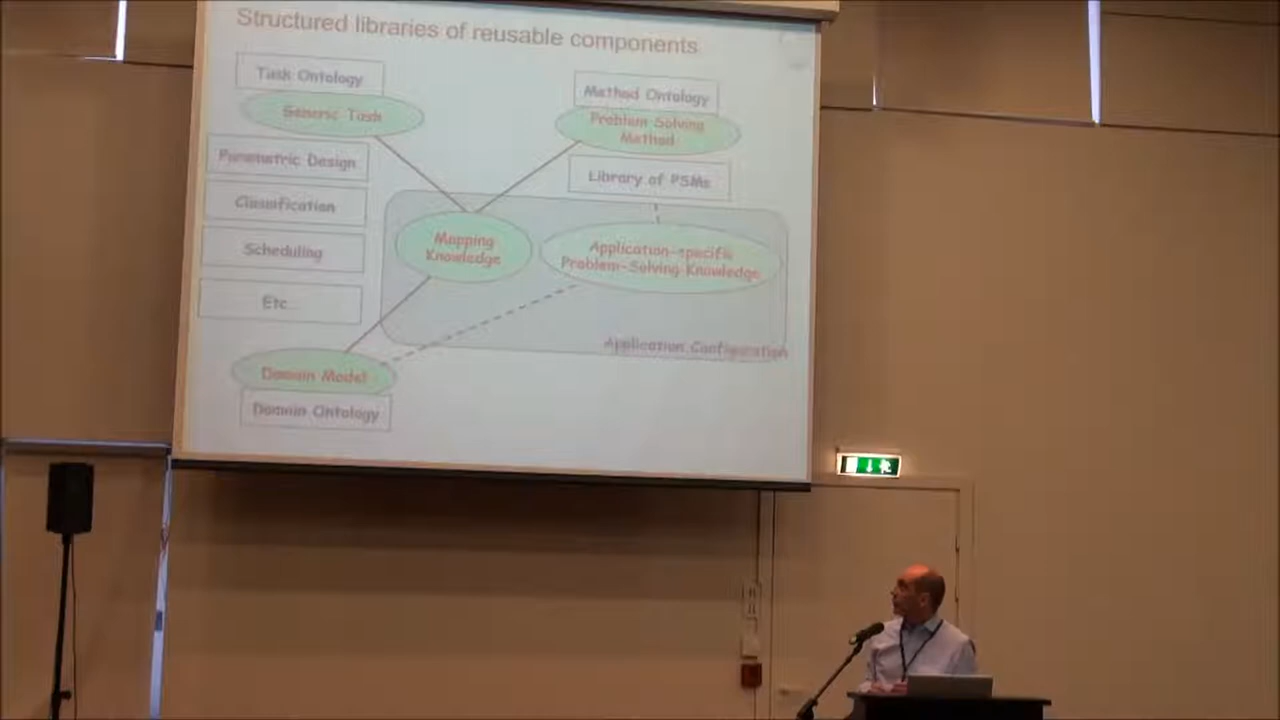 Structured libraries of reusable components
Task Ontology
Generic Task
Method Ontology
Problem Solving
Method
Parametric Design
Library of PSMs
Classification
Mapping
Knowledge
Application-specific
Problem-Solving Knowledge
Scheduling
Etc...
Application Configuration
Domain Model
Domain Ontology